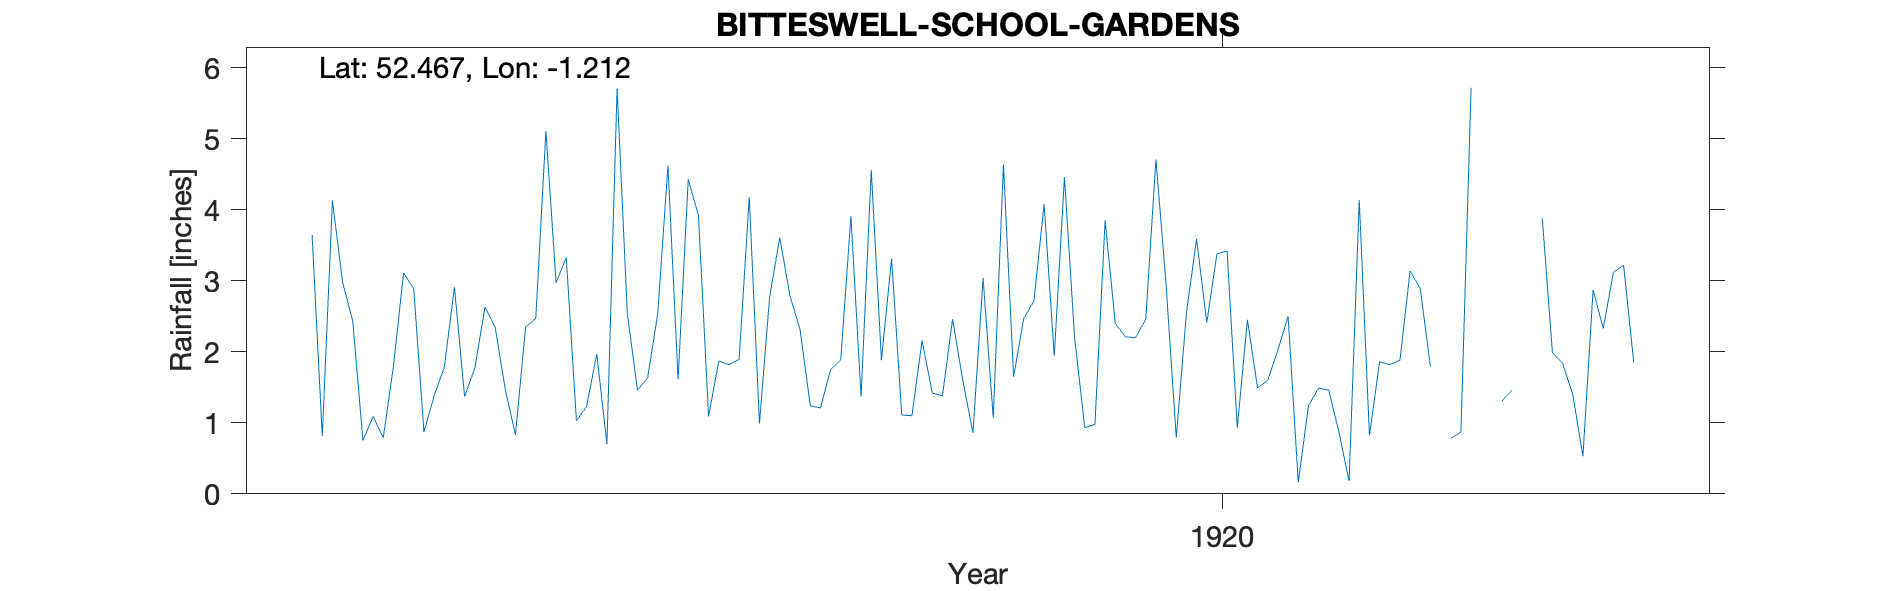 BITTESWELL-SCHOOL-GARDENS
Lat: 52.467, Lon: -1.212
6
5
4
3
2
1
0
Rainfall [inches]
1920
Year